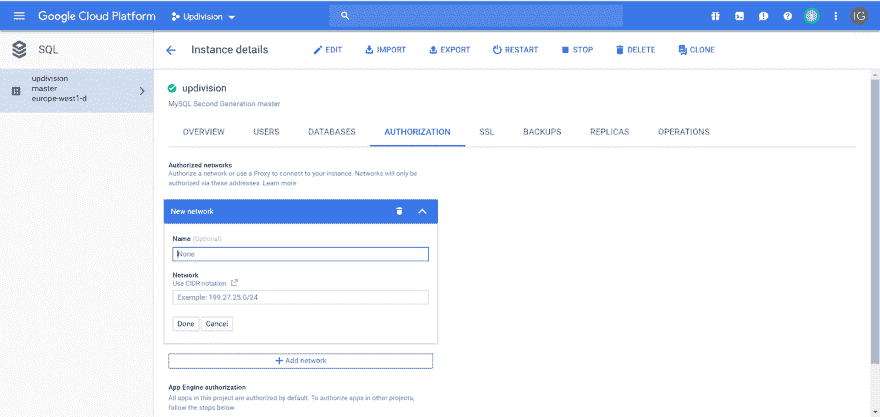 Google Cloud Platform
Updivision
IG
SQL
Instance details
EDIT
IMPORT
EXPORT
RESTART
STOP
DELETE
CLONE
updivision
master
europe-west1-d
updivision
MySQL Second Generation master
OVERVIEW
USERS
DATABASES
AUTHORIZATION
SSL
BACKUPS
REPLICAS
OPERATIONS
Authorized networks
Authorize a network or use a Proxy to connect to your instance. Networks will only be
authorized via these addresses. Learn more
New network
Name (Optional)
None
Network
Use CIDR notation.
Example: 199.27.25.0/24
Done
Cancel
+ Add network
App Engine authorization
All apps in this project are authorized by default. To authorize apps in other projects,
follow the steps below.